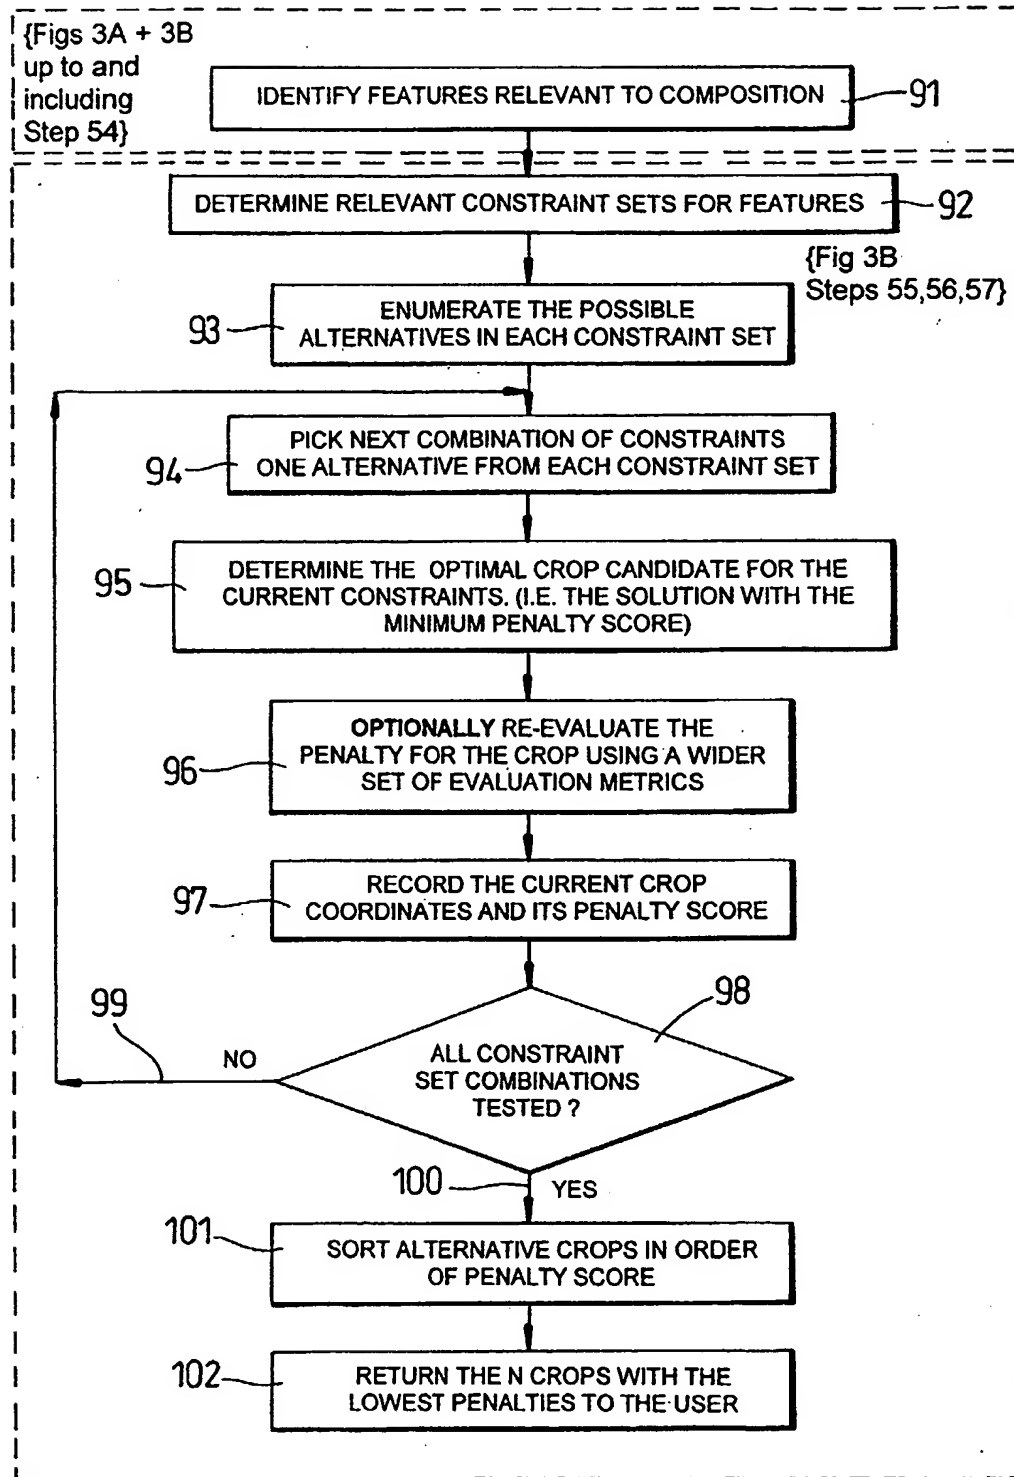 {Figs 3A + 3B
up to and
including
Step 54}
IDENTIFY FEATURES RELEVANT TO COMPOSITION
91
DETERMINE RELEVANT CONSTRAINT SETS FOR FEATURES
92
{Fig 3B
Steps 55,56,57}
93
ENUMERATE THE POSSIBLE
ALTERNATIVES IN EACH CONSTRAINT SET
94
PICK NEXT COMBINATION OF CONSTRAINTS
ONE ALTERNATIVE FROM EACH CONSTRAINT SET
95
DETERMINE THE OPTIMAL CROP CANDIDATE FOR THE
CURRENT CONSTRAINTS. (I.E. THE SOLUTION WITH THE
MINIMUM PENALTY SCORE)
96
OPTIONALLY RE-EVALUATE THE
PENALTY FOR THE CROP USING A WIDER
SET OF EVALUATION METRICS
97
RECORD THE CURRENT CROP
COORDINATES AND ITS PENALTY SCORE
98
99
NO
ALL CONSTRAINT
SET COMBINATIONS
TESTED ?
100
YES
101
SORT ALTERNATIVE CROPS IN ORDER
OF PENALTY SCORE
102
RETURN THE N CROPS WITH THE
LOWEST PENALTIES TO THE USER